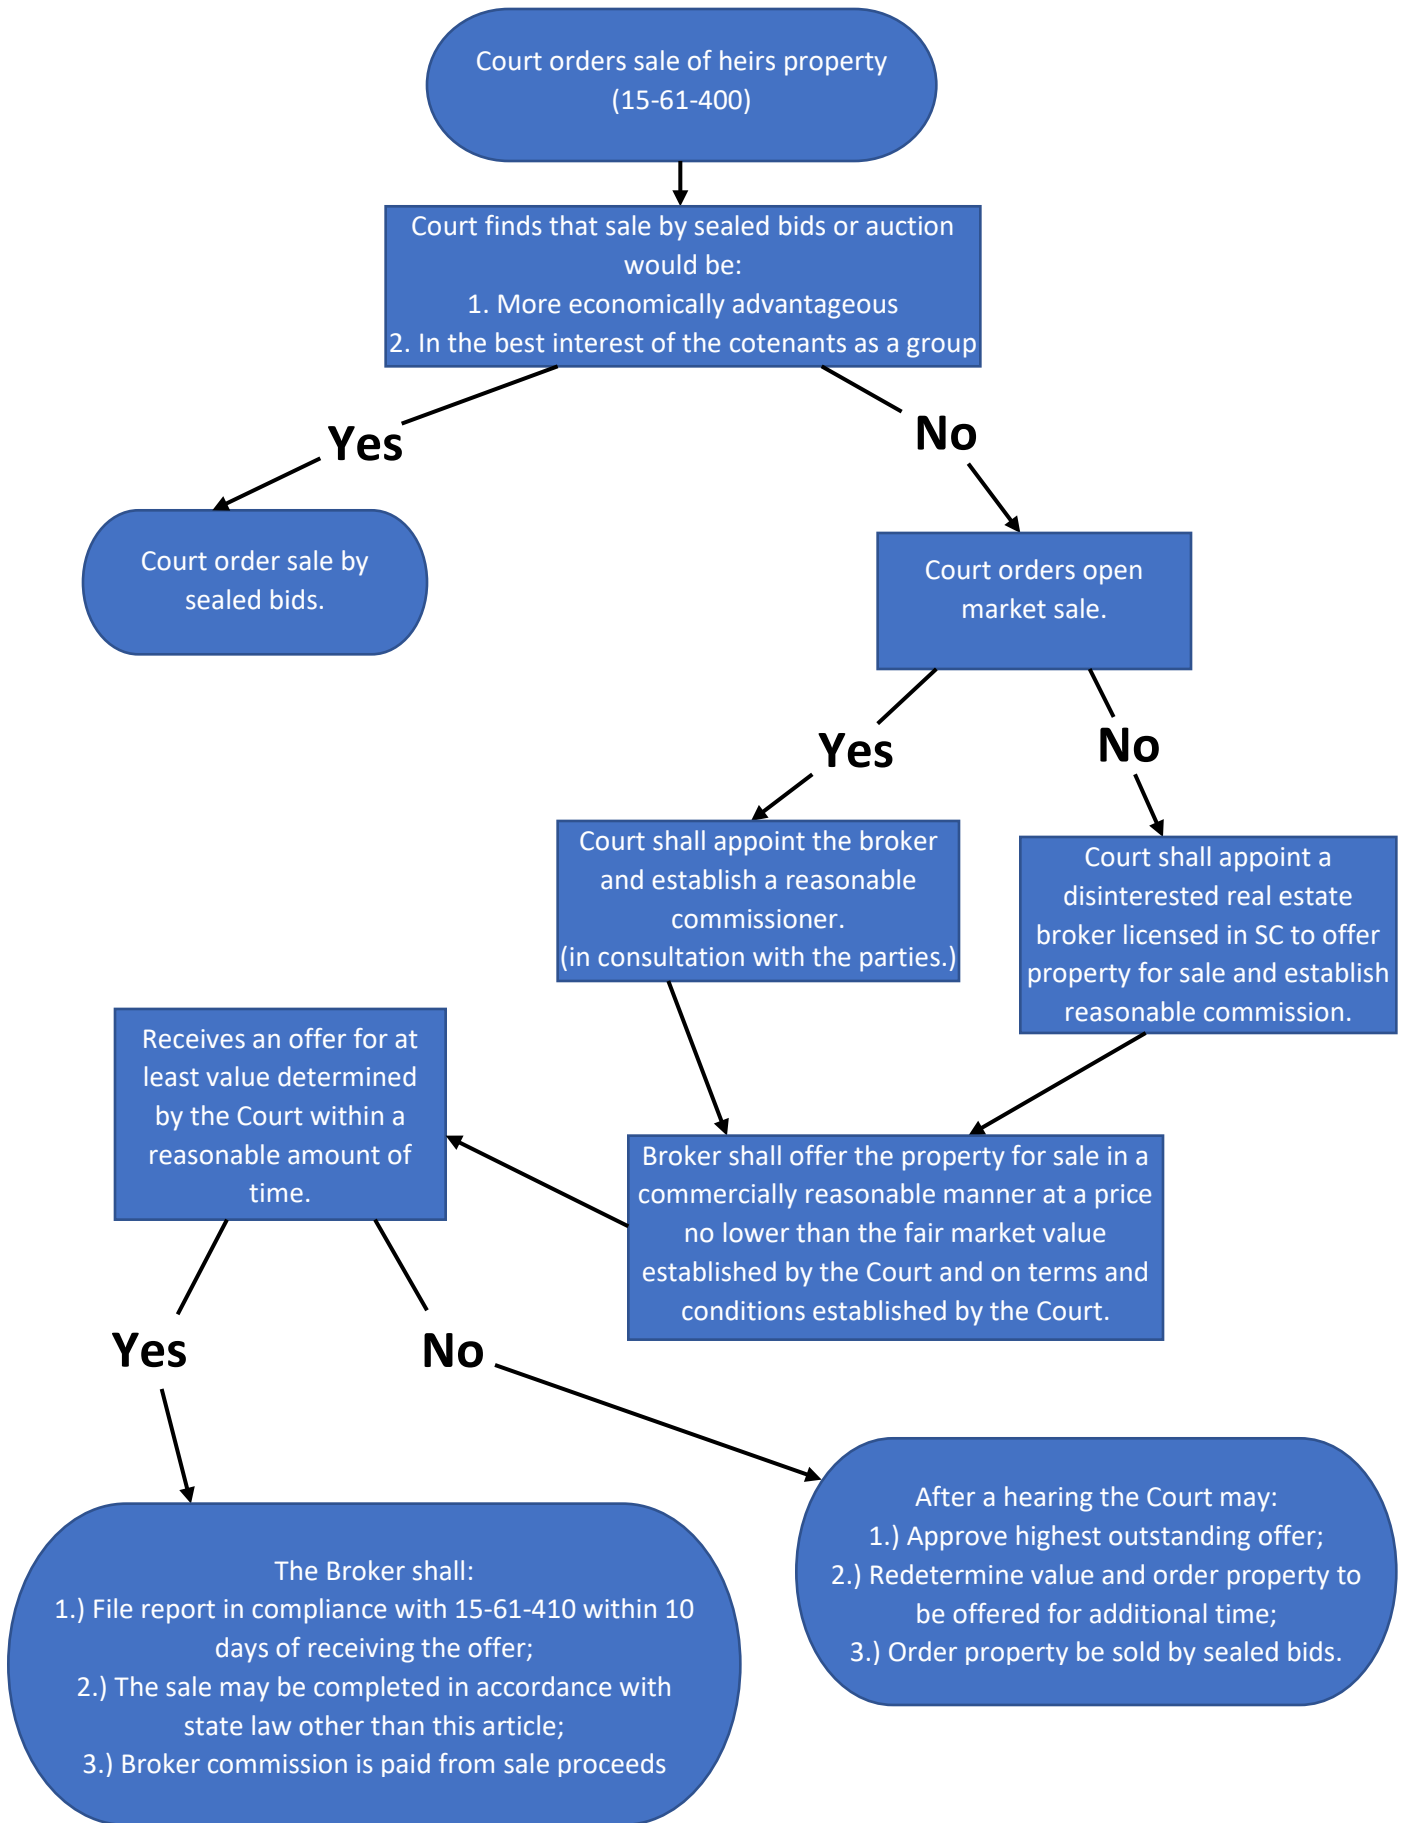 Court orders sale of heirs property
(15-61-400)
Court finds that sale by sealed bids or auction
would be:
1. More economically advantageous
2. In the best interest of the cotenants as a group
Yes
No
Court order sale by
sealed bids.
Court orders open
market sale.
Yes
No
Court shall appoint the broker
and establish a reasonable
commissioner.
(in consultation with the parties.)
Court shall appoint a
disinterested real estate
broker licensed in SC to offer
property for sale and establish
reasonable commission.
Receives an offer for at
least value determined
by the Court within a
reasonable amount of
time.
Broker shall offer the property for sale in a
commercially reasonable manner at a price
no lower than the fair market value
established by the Court and on terms and
conditions established by the Court.
Yes
No
The Broker shall:
1.) File report in compliance with 15-61-410 within 10
days of receiving the offer;
2.) The sale may be completed in accordance with
state law other than this article;
3.) Broker commission is paid from sale proceeds
After a hearing the Court may:
1.) Approve highest outstanding offer;
2.) Redetermine value and order property to
be offered for additional time;
3.) Order property be sold by sealed bids.